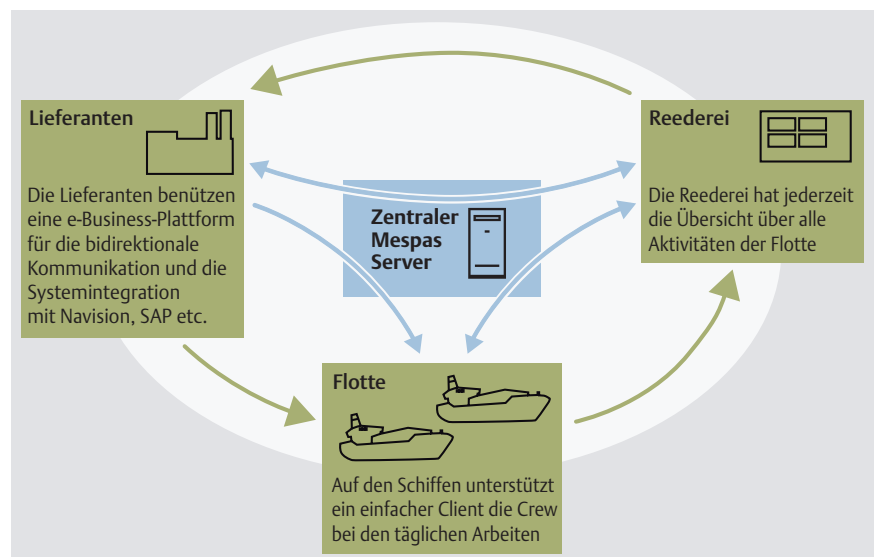 Lieferanten
Die Lieferanten benützen
eine e-Business-Plattform
für die bidirektionale
Kommunikation und die
Systemintegration
mit Navision, SAP etc.
Zentraler
Mespas
Server
Reederei
Die Reederei hat jederzeit
die Übersicht über alle
Aktivitäten der Flotte
Flotte
Auf den Schiffen unterstützt
ein einfacher Client die Crew
bei den täglichen Arbeiten